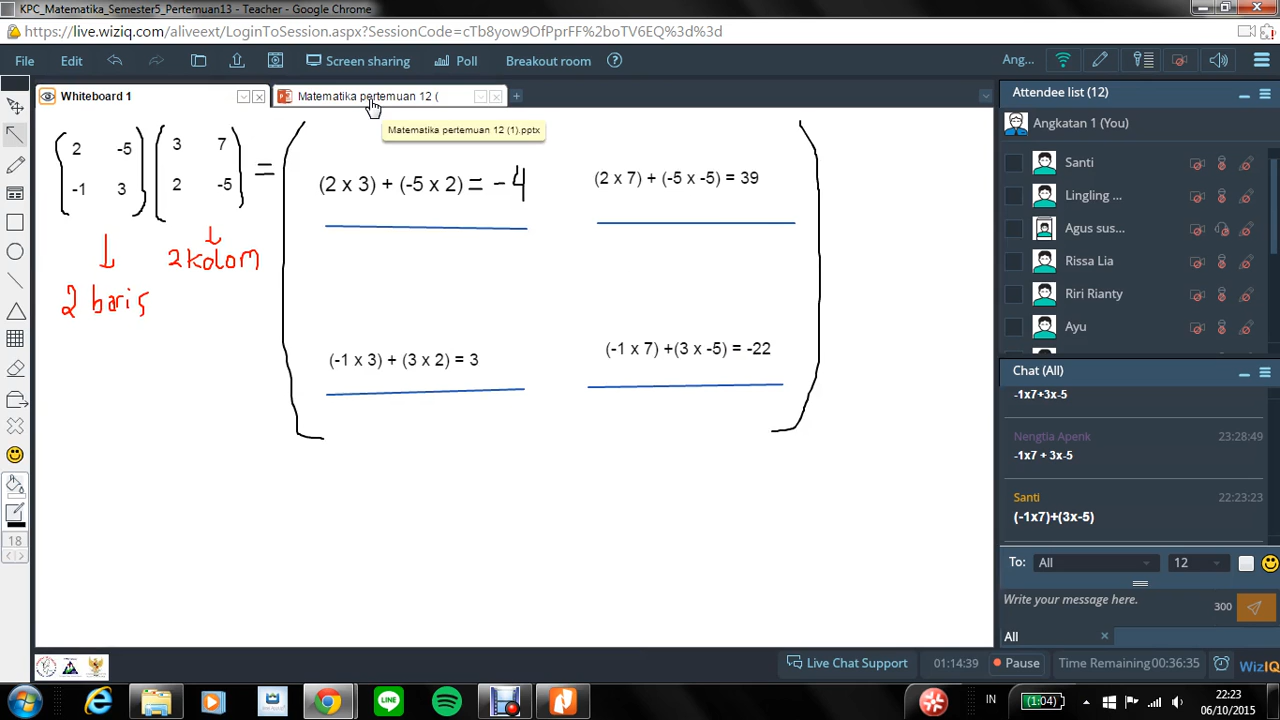 KPC_Matematika_Semester5_Pertemuan13 - Teacher - Google Chrome
https://live.wiziq.com/aliveext/LoginToSession.aspx?SessionCode=cTb8yow9OfPprFF%2boTV6EQ%3d%3d
File Edit Screen sharing Poll Breakout room ? Ang...
Whiteboard 1 Matematika pertemuan 12 ( +
Matematika pertemuan 12 (1).pptx
2 -5 3 7
-1 3 2 -5
=
(2 x 3) + (-5 x 2) = -4 (2 x 7) + (-5 x -5) = 39
2 kolom
2 baris
(-1 x 3) + (3 x 2) = 3 (-1 x 7) +(3 x -5) = -22
18
Attendee list (12)
Angkatan 1 (You)
Santi
Lingling ...
Agus sus...
Rissa Lia
Riri Rianty
Ayu
Chat (All)
-1x7+3x-5
Nengtia Apenk 23:28:49
-1x7 + 3x-5
Santi 22:23:23
(-1x7)+(3x-5)
To: All 12
Write your message here. 300
All
Live Chat Support 01:14:39 Pause Time Remaining 00:36:35 WizIQ
LINE IN (1:04) 22:23
06/10/2015